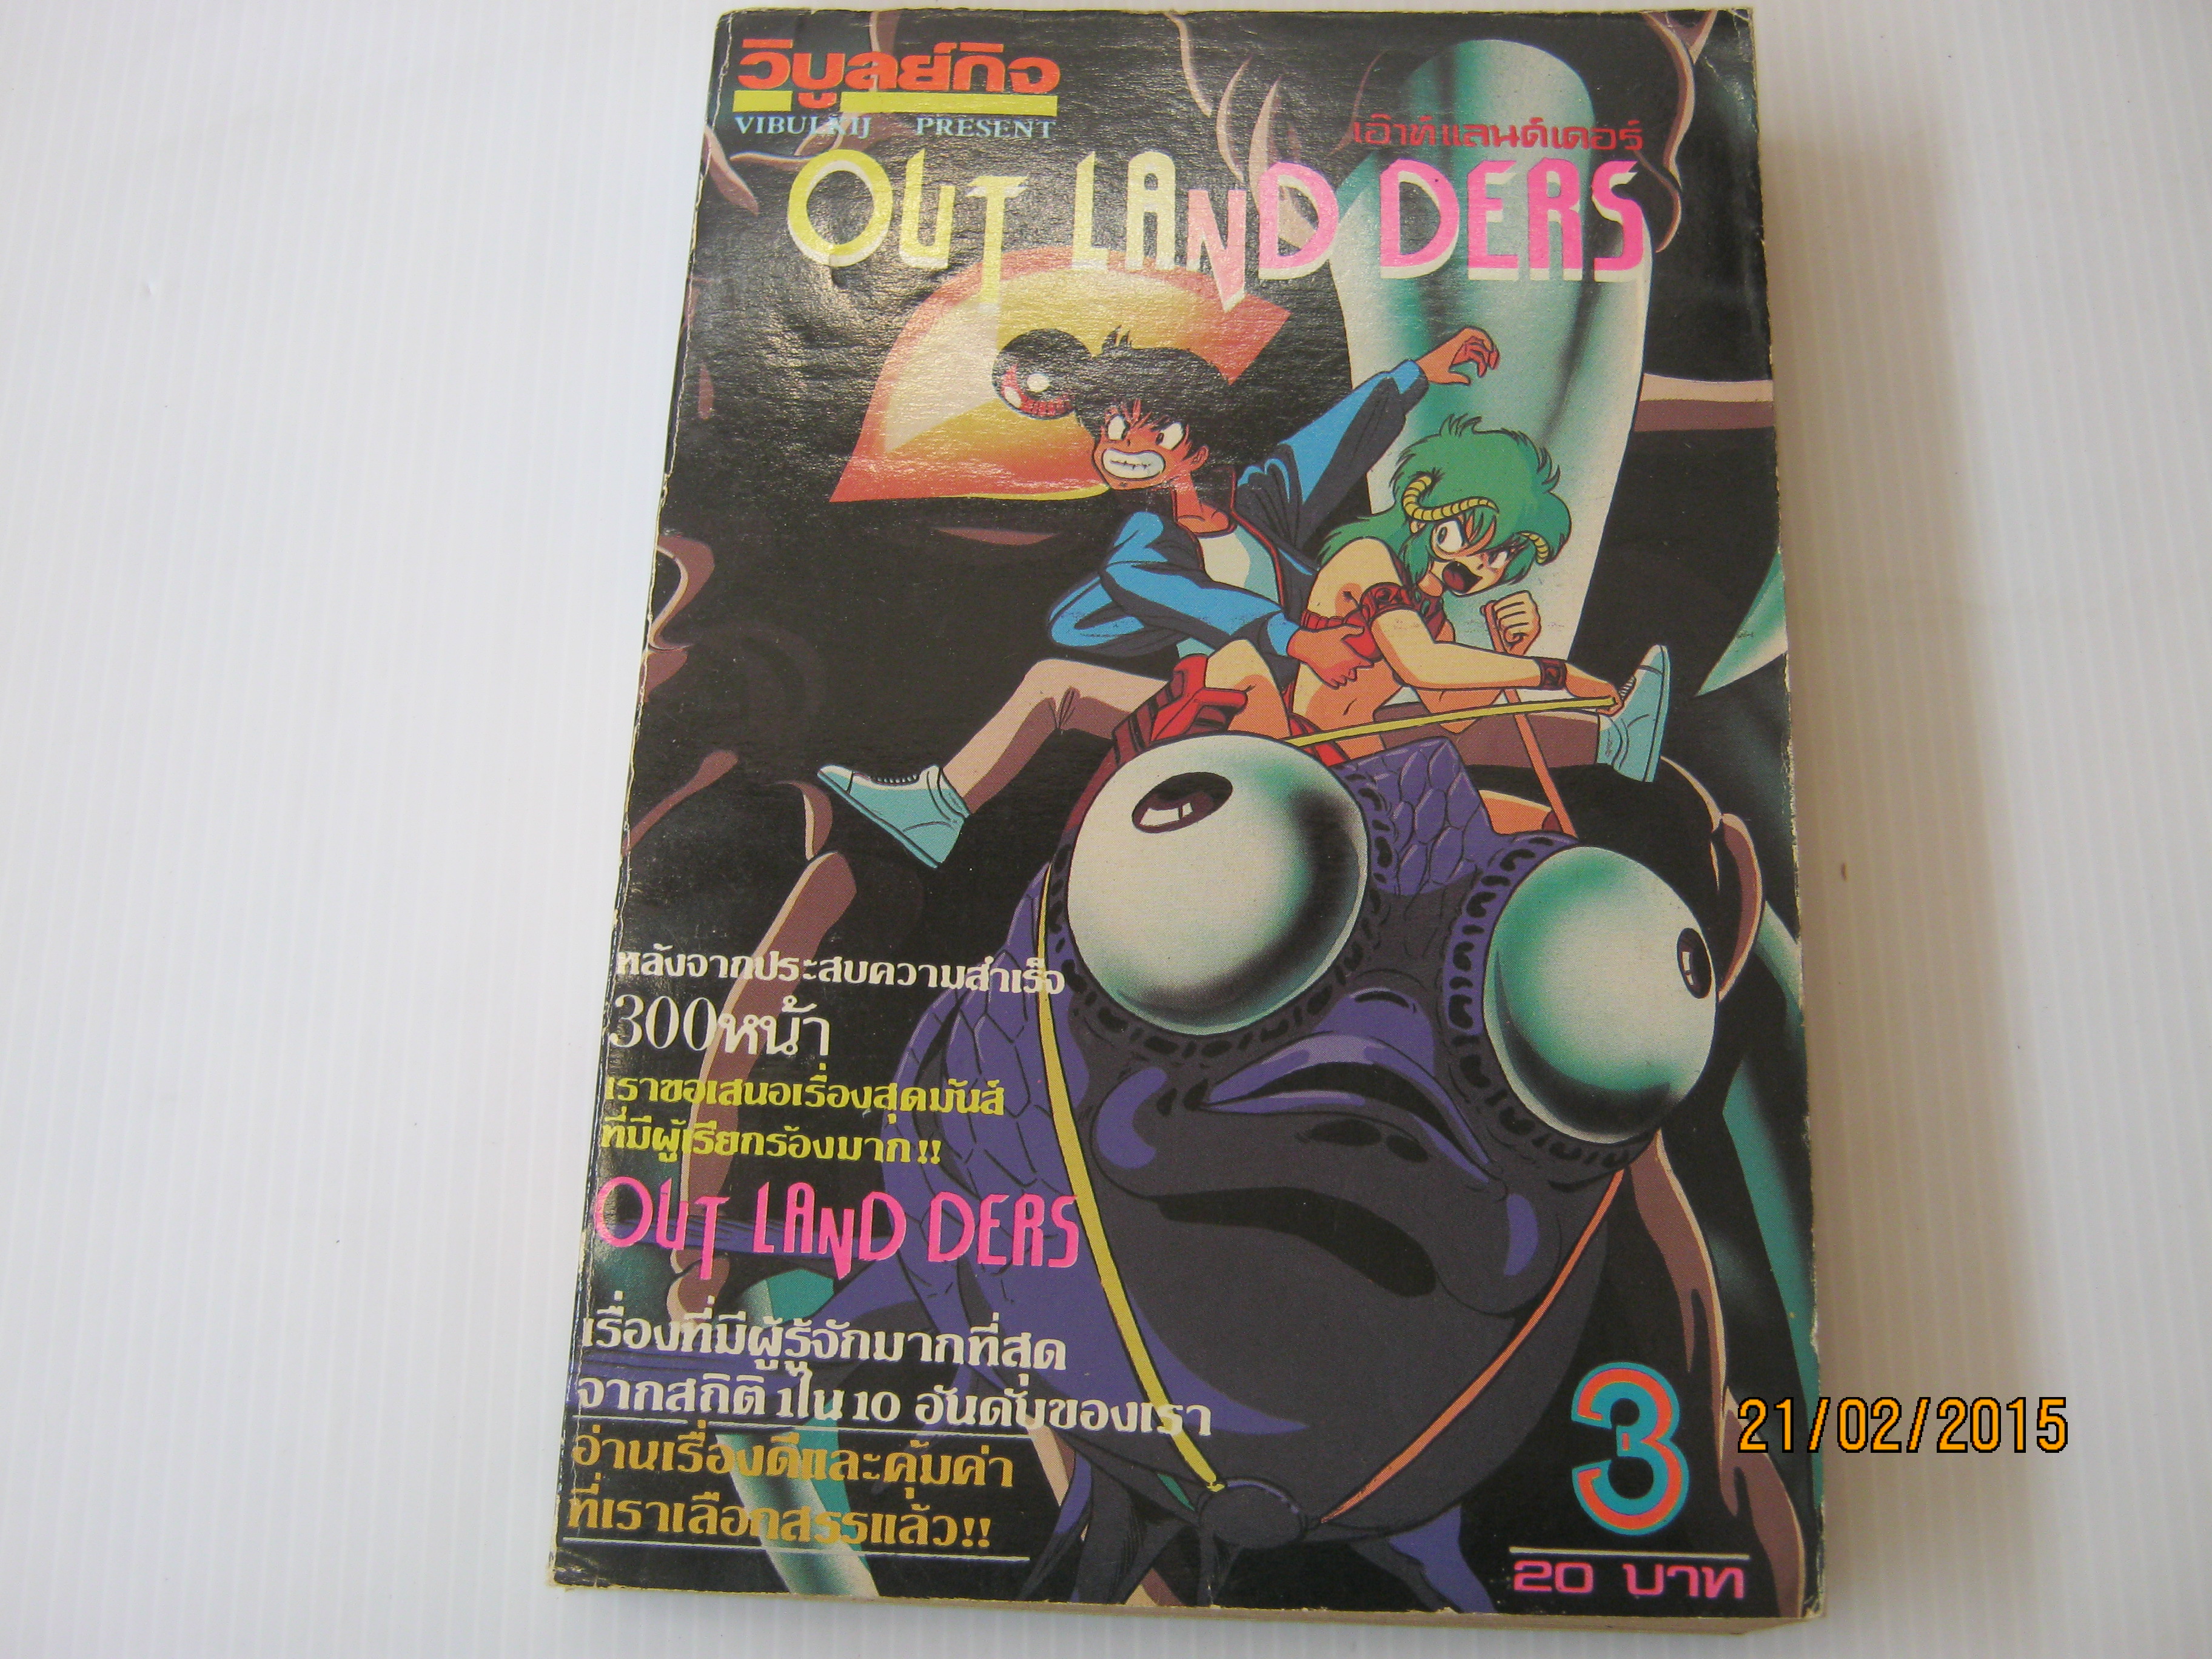 วิบูลย์กิจ
VIBULKIJ PRESENT
เอ๊าท์แลนด์เดอร์
OUT LAND DERS
หลังจากประสบความสำเร็จ
300หน้า
เราขอเสนอเรื่องสุดมันส์
ที่มีผู้เรียกร้องมาก!!
OUT LAND DERS
เรื่องที่มีผู้รู้จักมากที่สุด
จากสถิติ 1ใน 10 อันดับของเรา
อ่านเรื่องดีและคุ้มค่า
ที่เราเลือกสรรแล้ว!!
3
20 บาท
21/02/2015